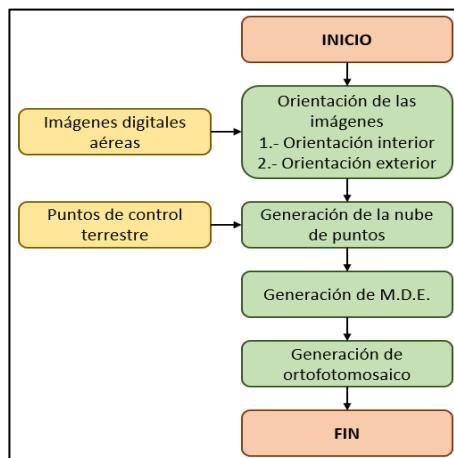 INICIO
Imágenes digitales
aéreas
Orientación de las
imágenes
1.- Orientación interior
2.- Orientación exterior
Puntos de control
terrestre
Generación de la nube
de puntos
Generación de M.D.E.
Generación de
ortofotomosaico
FIN